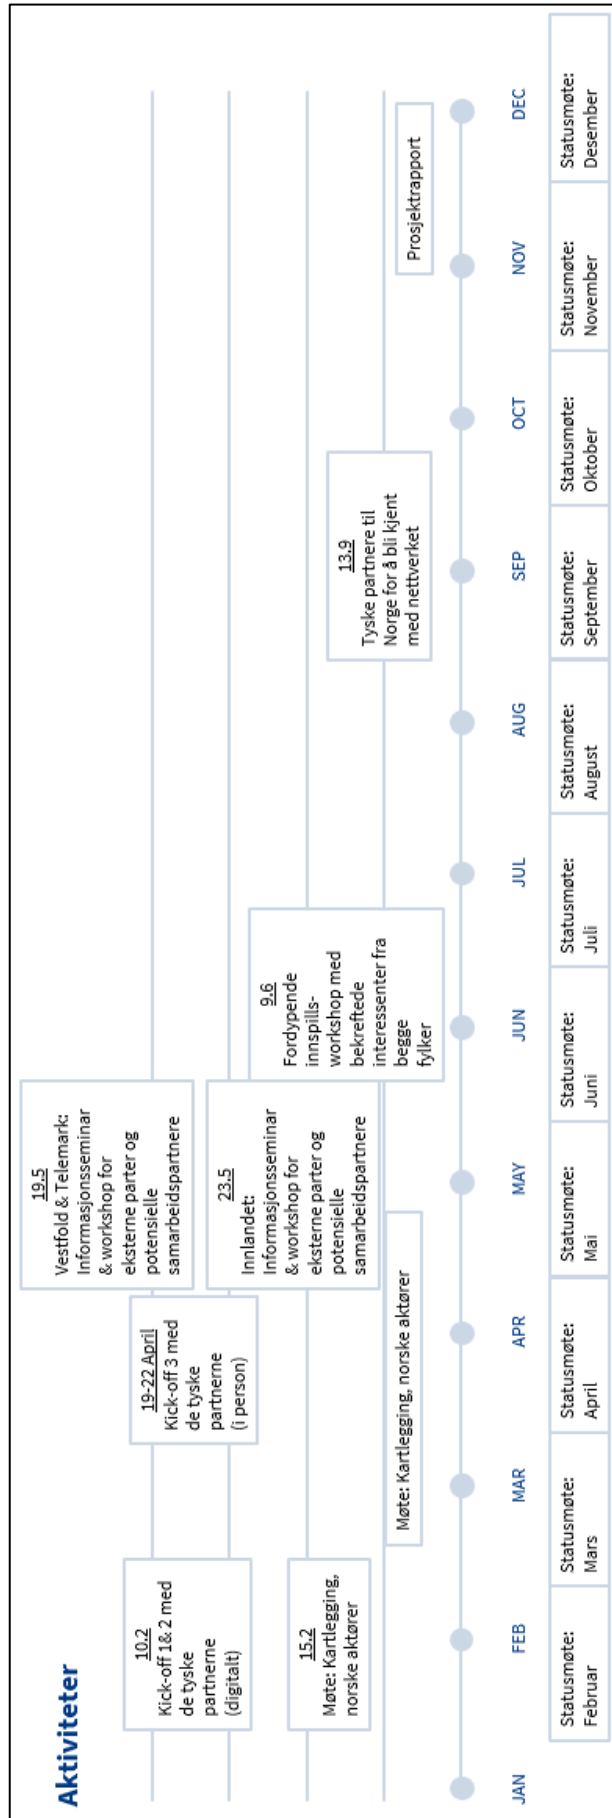 Aktiviteter
10.2
Kick-off 1& 2 med
de tyske
partnerne
(digitalt)
15.2
Møte: Kartlegging,
norske aktører
19-22 April
Kick-off 3 med
de tyske
partnerne
(i person)
Møte: Kartlegging, norske aktører
19.5
Vestfold & Telemark:
Informasjonsseminar
& workshop for
eksterne parter og
potensielle
samarbeidspartnere
23.5
Innlandet:
Informasjonsseminar
& workshop for
eksterne parter og
potensielle
samarbeidspartnere
9.6
Fordypende
innspills-
workshop med
bekreftede
interessenter fra
begge
fylker
13.9
Tyske partnere til
Norge for å bli kjent
med nettverket
Prosjektrapport
JAN
FEB
MAR
APR
MAY
JUN
JUL
AUG
SEP
OCT
NOV
DEC
Statusmøte:
Februar
Statusmøte:
Mars
Statusmøte:
April
Statusmøte:
Mai
Statusmøte:
Juni
Statusmøte:
Juli
Statusmøte:
August
Statusmøte:
September
Statusmøte:
Oktober
Statusmøte:
November
Statusmøte:
Desember